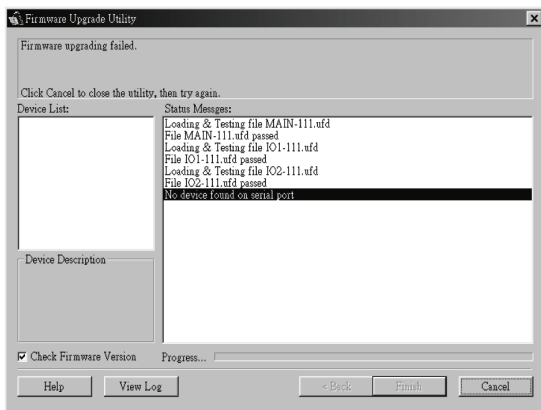 Firmware Upgrade Utility
Firmware upgrading failed.
Click Cancel to close the utility, then try again.
Device List:
Status Messges:
Loading & Testing file MAIN-111.ufd
File MAIN-111.ufd passed
Loading & Testing file IO1-111.ufd
File IO1-111.ufd passed
Loading & Testing file IO2-111.ufd
File IO2-111.ufd passed
No device found on serial port
Device Description
Check Firmware Version
Progress...
Help
View Log
< Back
Finish
Cancel